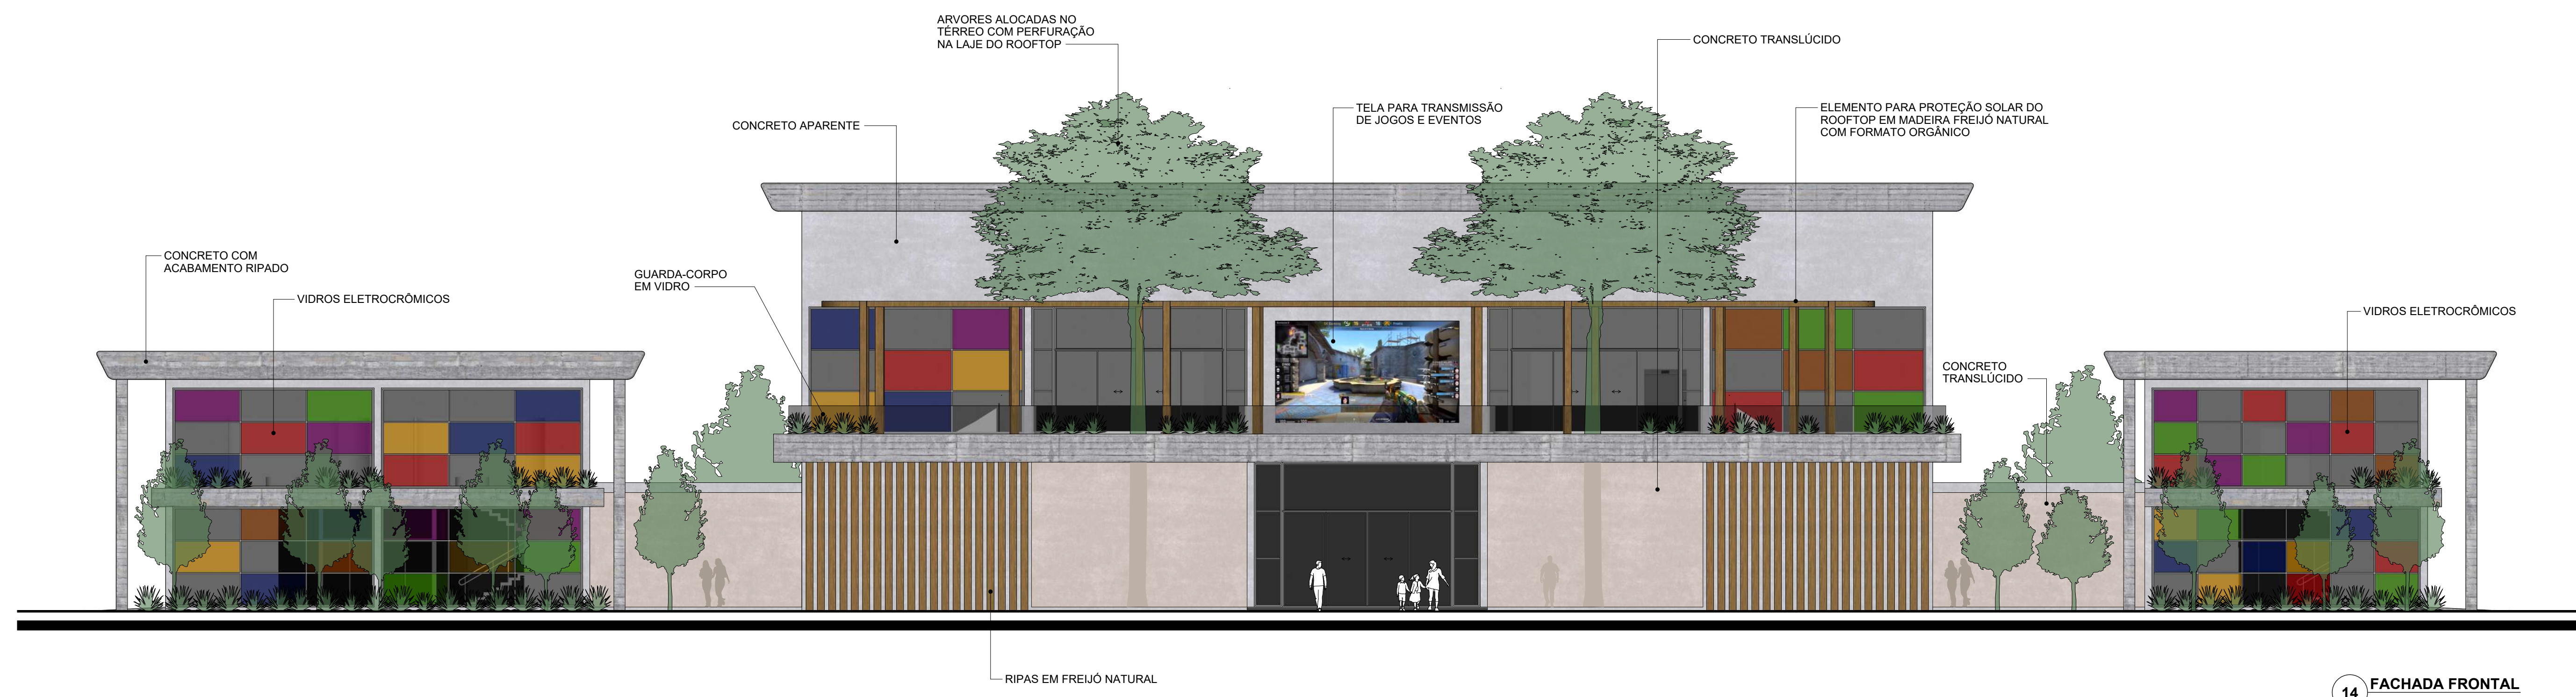 ARVORES ALOCADAS NO
TÉRREO COM PERFURAÇÃO
NA LAJE DO ROOFTOP
CONCRETO TRANSLÚCIDO
TELA PARA TRANSMISSÃO
DE JOGOS E EVENTOS
ELEMENTO PARA PROTEÇÃO SOLAR DO
ROOFTOP EM MADEIRA FREIJÓ NATURAL
COM FORMATO ORGÂNICO
CONCRETO APARENTE
CONCRETO COM
ACABAMENTO RIPADO
GUARDA-CORPO
EM VIDRO
VIDROS ELETROCRÔMICOS
VIDROS ELETROCRÔMICOS
CONCRETO
TRANSLÚCIDO
RIPAS EM FREIJÓ NATURAL
14 FACHADA FRONTAL